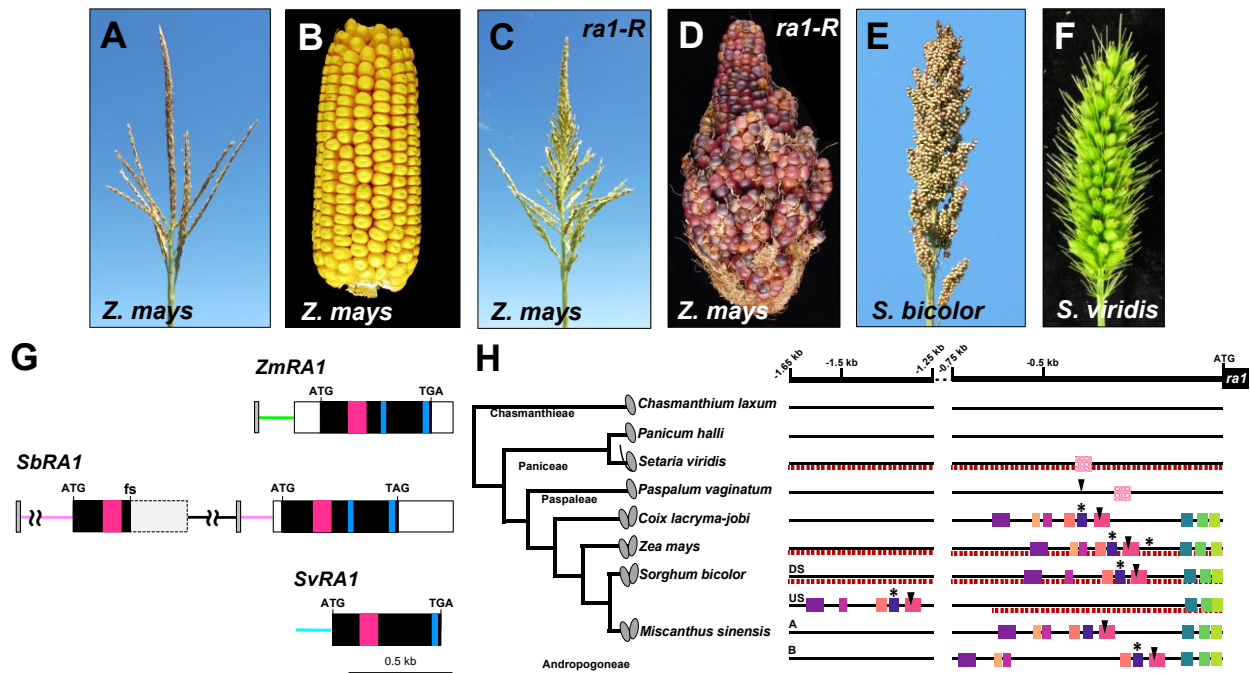 A
Z. mays
B
Z. mays
C
ra1-R
D
ra1-R
Z. mays
E
S. bicolor
F
S. viridis
G
ZmRA1
ATG
TGA
SbRA1
ATG
fs
ATG
TAG
SvRA1
ATG
TGA
0.5 kb
H
-1.65 kb
-1.5 kb
-1.25 kb
-0.75 kb
-0.5 kb
ATG
ra1
Chasmanthieae
Chasmanthium laxum
Panicum halli
Paniceae
Setaria viridis
Paspaleae
Paspalum vaginatum
Coix lacryma-jobi
*
Zea mays
* *
Sorghum bicolor
DS
*
US
*
Miscanthus sinensis
A
B
*
Andropogoneae